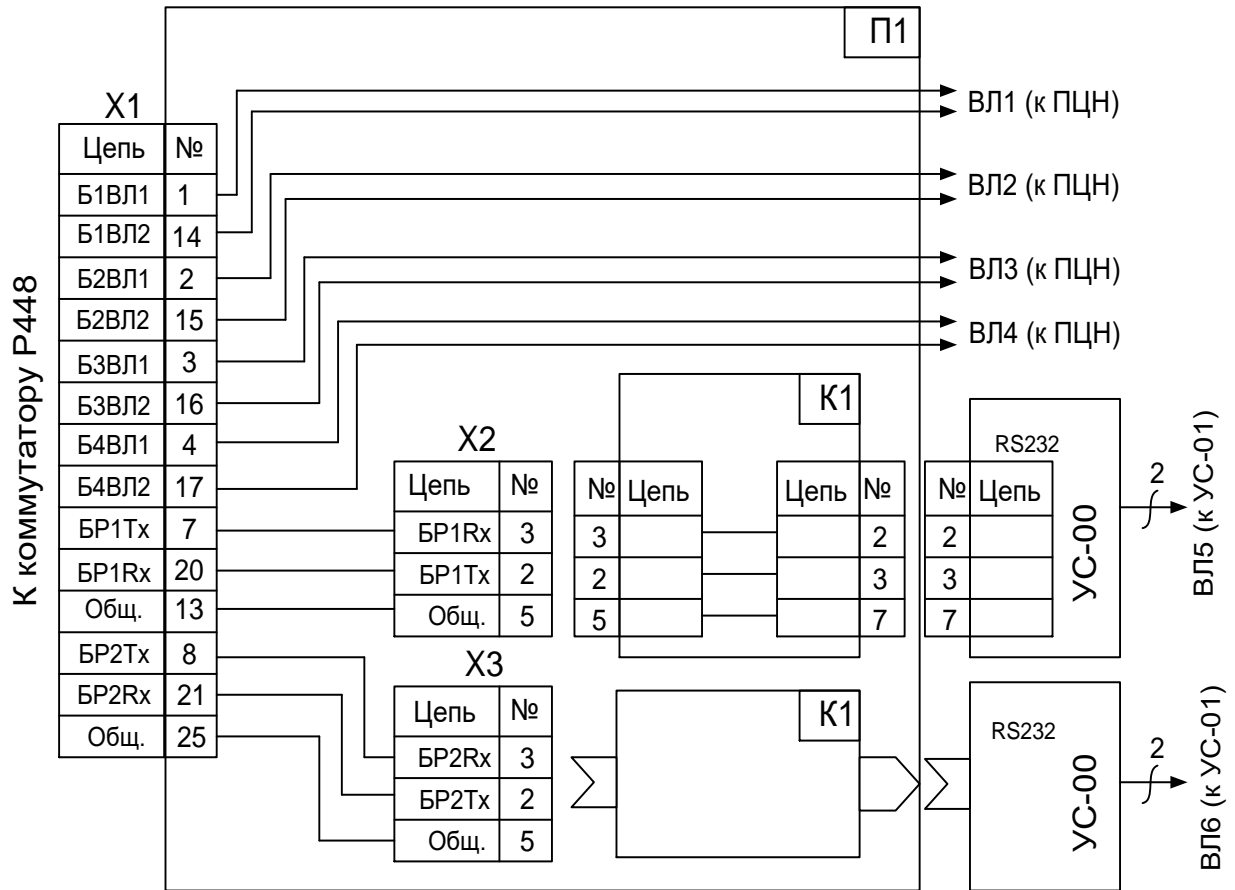 П1
X1
Цепь №
Б1ВЛ1 1
Б1ВЛ2 14
Б2ВЛ1 2
Б2ВЛ2 15
Б3ВЛ1 3
Б3ВЛ2 16
Б4ВЛ1 4
Б4ВЛ2 17
БР1Tx 7
БР1Rx 20
Общ. 13
БР2Tx 8
БР2Rx 21
Общ. 25
К коммутатору Р448
ВЛ1 (к ПЦН)
ВЛ2 (к ПЦН)
ВЛ3 (к ПЦН)
ВЛ4 (к ПЦН)
X2
Цепь №
БР1Rx 3
БР1Tx 2
Общ. 5
К1
№ Цепь Цепь №
3 2
2 3
5 7
RS232
№ Цепь
2
3
7
УС-00
2
ВЛ5 (к УС-01)
X3
Цепь №
БР2Rx 3
БР2Tx 2
Общ. 5
К1
RS232
УС-00
2
ВЛ6 (к УС-01)